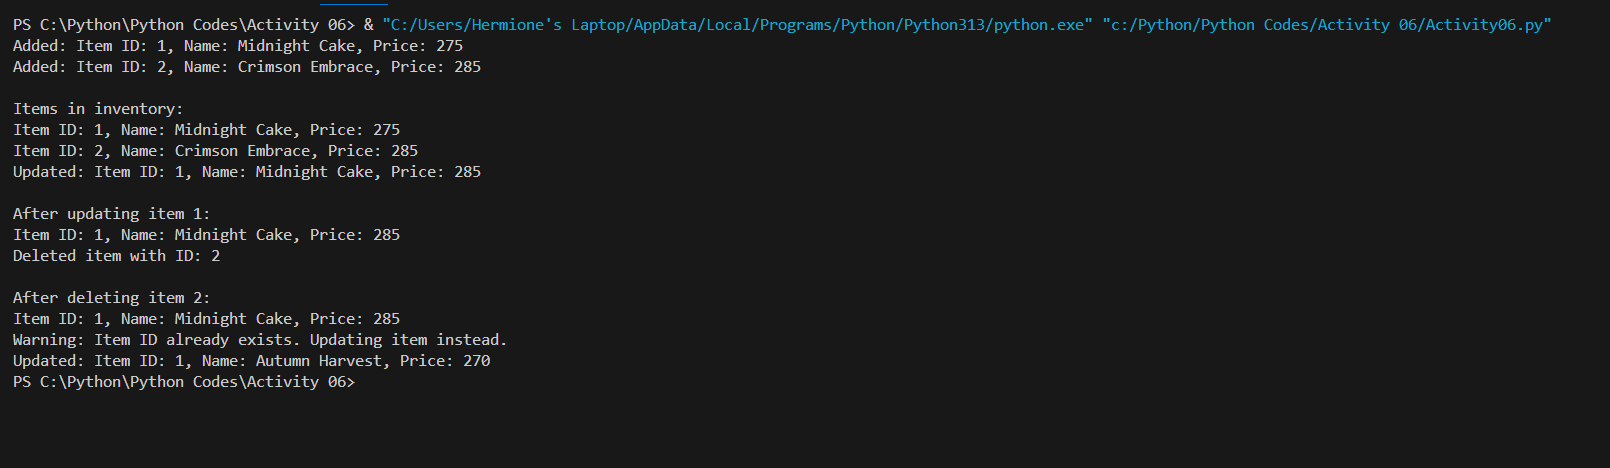 PS C:\Python\Python Codes\Activity 06> & "C:/Users/Hermione's Laptop/AppData/Local/Programs/Python/Python313/python.exe" "c:/Python/Python Codes/Activity 06/Activity06.py"
Added: Item ID: 1, Name: Midnight Cake, Price: 275
Added: Item ID: 2, Name: Crimson Embrace, Price: 285
Items in inventory:
Item ID: 1, Name: Midnight Cake, Price: 275
Item ID: 2, Name: Crimson Embrace, Price: 285
Updated: Item ID: 1, Name: Midnight Cake, Price: 285
After updating item 1:
Item ID: 1, Name: Midnight Cake, Price: 285
Deleted item with ID: 2
After deleting item 2:
Item ID: 1, Name: Midnight Cake, Price: 285
Warning: Item ID already exists. Updating item instead.
Updated: Item ID: 1, Name: Autumn Harvest, Price: 270
PS C:\Python\Python Codes\Activity 06>